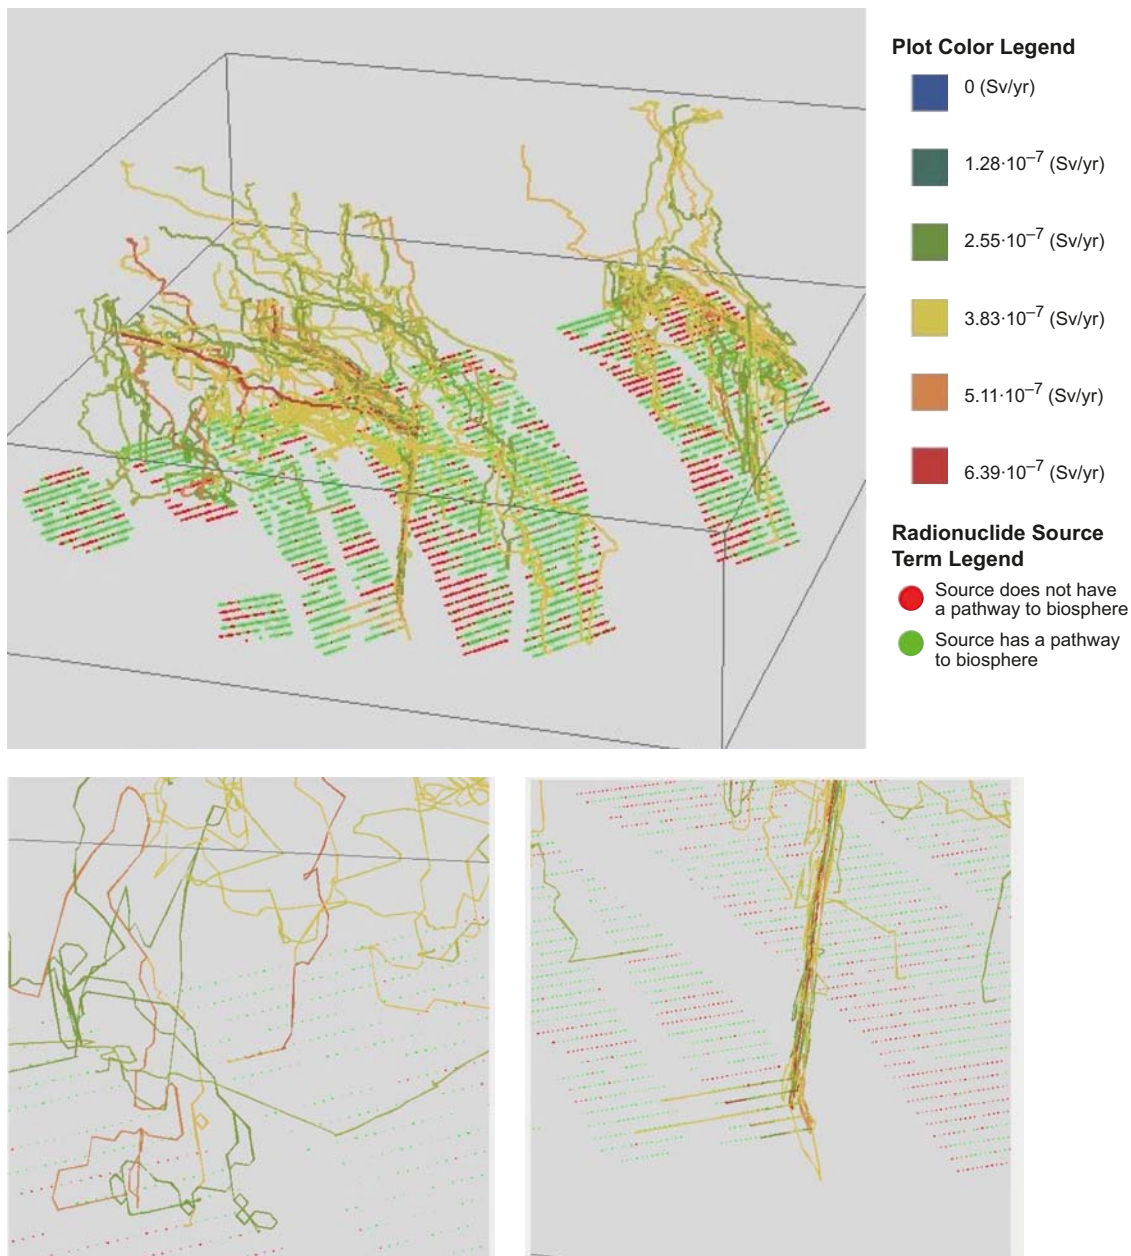 Plot Color Legend
0 (Sv/yr)
1.28·10–7 (Sv/yr)
2.55·10–7 (Sv/yr)
3.83·10–7 (Sv/yr)
5.11·10–7 (Sv/yr)
6.39·10–7 (Sv/yr)
Radionuclide Source
Term Legend
Source does not have
a pathway to biosphere
Source has a pathway
to biosphere